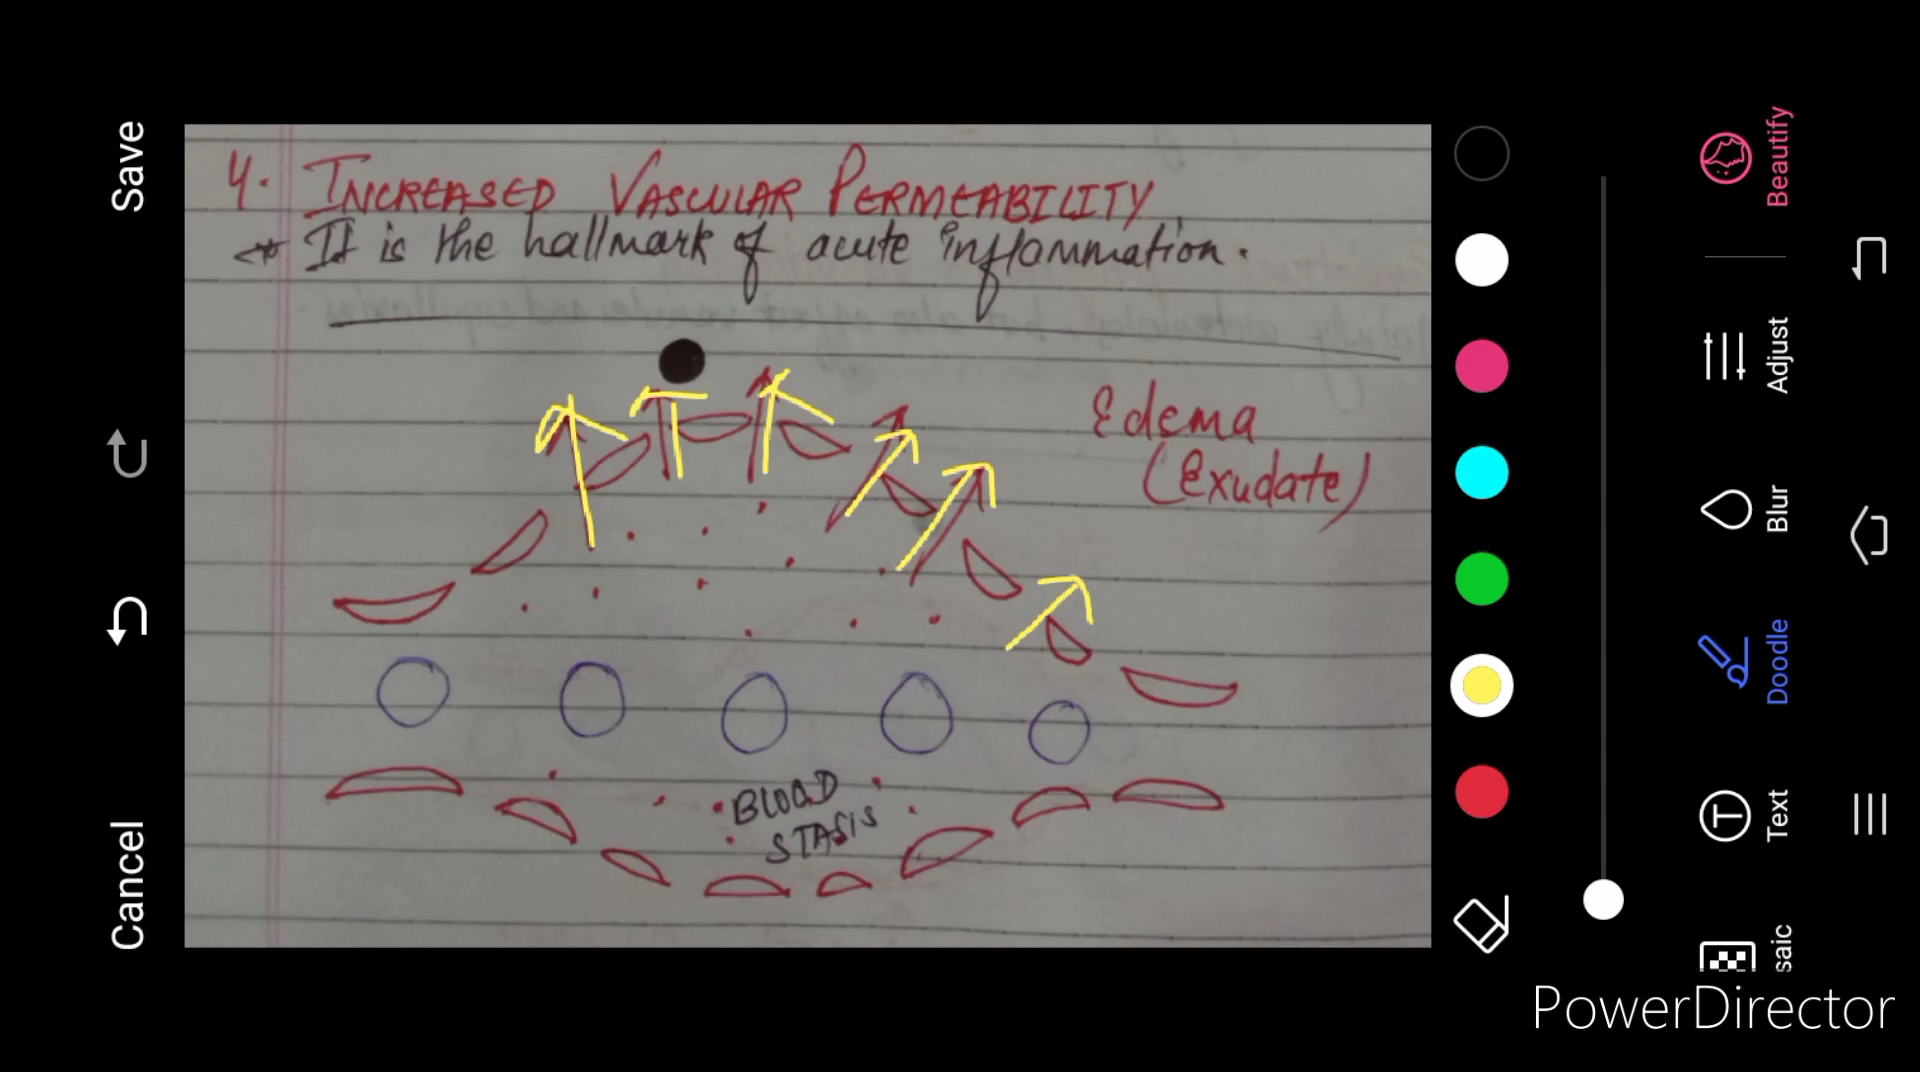 Save
Cancel
4. INCREASED VASCULAR PERMEABILITY
* It is the hallmark of acute inflammation.
Edema
(Exudate)
BLOOD
STASIS
Beautify
Adjust
Blur
Doodle
Text
saic
PowerDirector